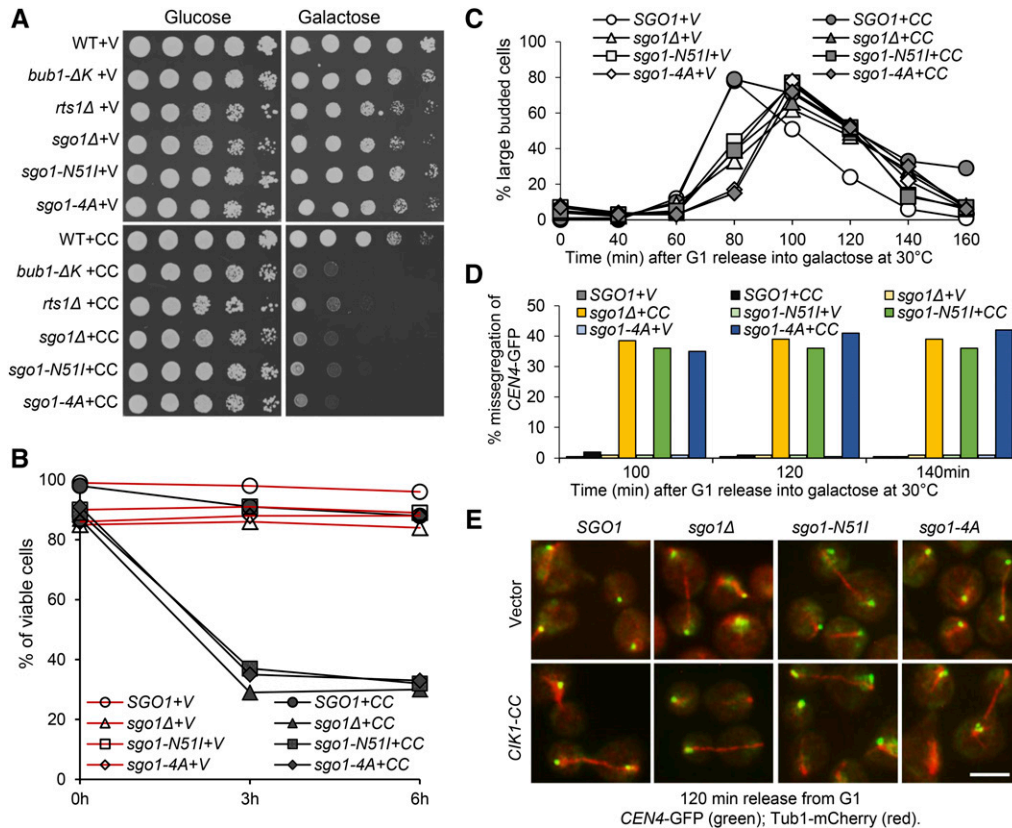 A
Glucose
Galactose
WT+V
bub1-ΔK +V
rts1Δ +V
sgo1Δ+V
sgo1-N51I+V
sgo1-4A+V
WT+CC
bub1-ΔK +CC
rts1Δ +CC
sgo1Δ+CC
sgo1-N51I+CC
sgo1-4A+CC
B
% of viable cells
100
80
60
40
20
0
SGO1+V
SGO1+CC
sgo1Δ+V
sgo1Δ+CC
sgo1-N51I+V
sgo1-N51I+CC
sgo1-4A+V
sgo1-4A+CC
0h
3h
6h
C
SGO1+V
SGO1+CC
sgo1Δ+V
sgo1Δ+CC
sgo1-N51I+V
sgo1-N51I+CC
sgo1-4A+V
sgo1-4A+CC
% large budded cells
100
80
60
40
20
0
0 40 60 80 100 120 140 160
Time (min) after G1 release into galactose at 30°C
D
SGO1+V
SGO1+CC
sgo1Δ+V
sgo1Δ+CC
sgo1-N51I+V
sgo1-N51I+CC
sgo1-4A+V
sgo1-4A+CC
% missegregation of
CEN4-GFP
50
40
30
20
10
0
100 120 140min
Time (min) after G1 release into galactose at 30°C
E
SGO1 sgo1Δ sgo1-N51I sgo1-4A
Vector
CIK1-CC
120 min release from G1
CEN4-GFP (green); Tub1-mCherry (red).